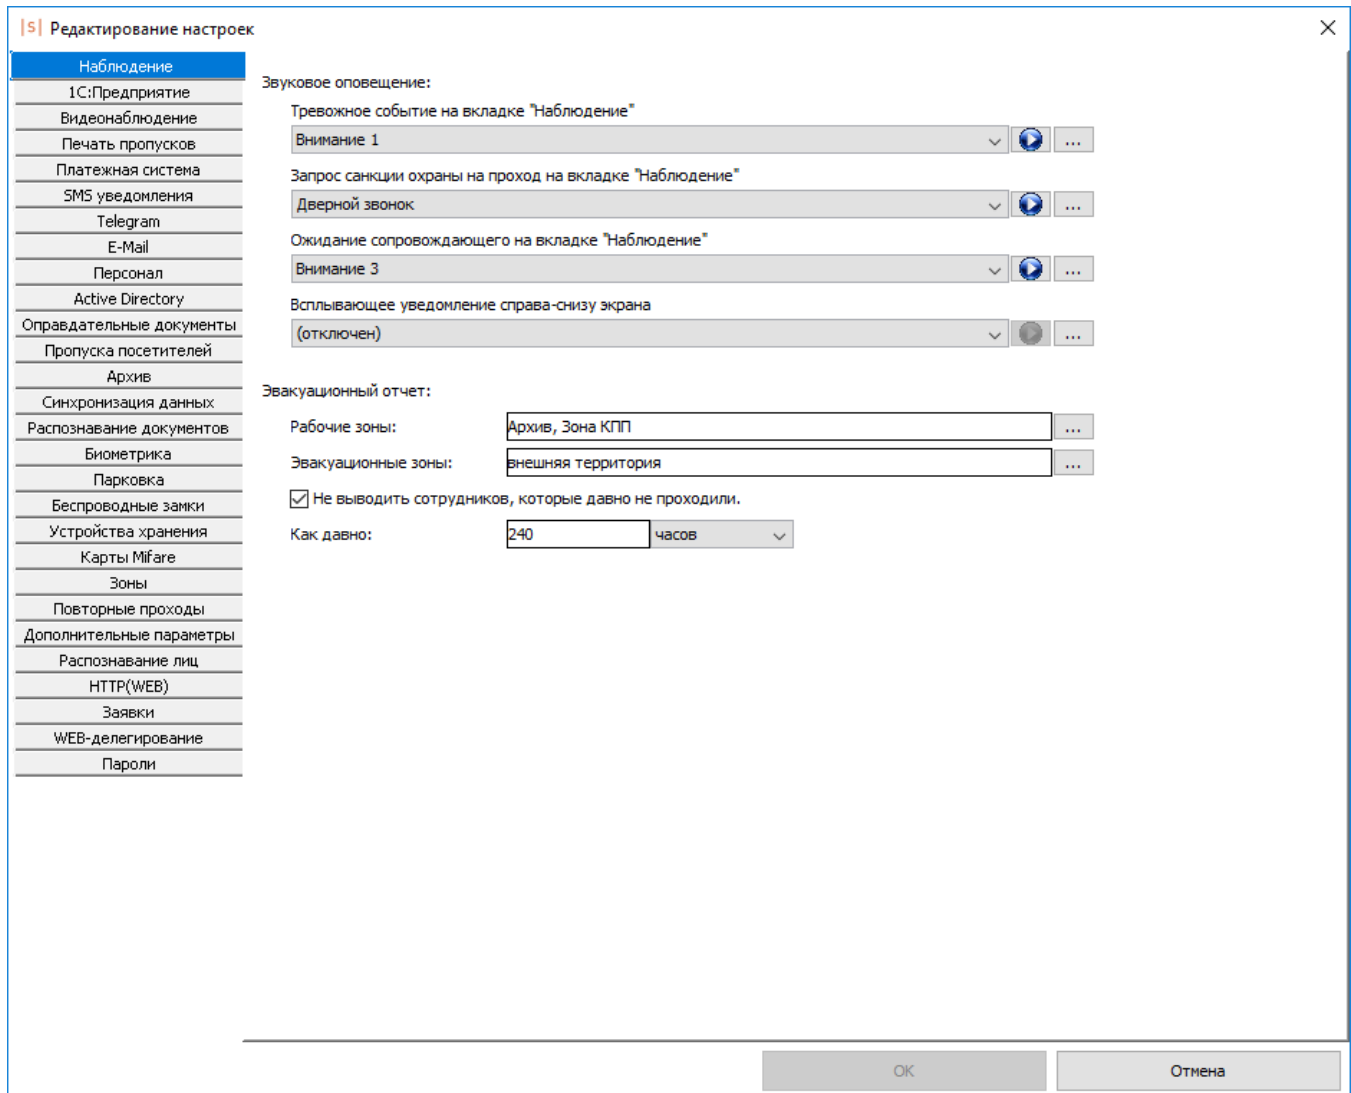 |S| Редактирование настроек
Наблюдение
1С:Предприятие
Видеонаблюдение
Печать пропусков
Платежная система
SMS уведомления
Telegram
E-Mail
Персонал
Active Directory
Оправдательные документы
Пропуска посетителей
Архив
Синхронизация данных
Распознавание документов
Биометрика
Парковка
Беспроводные замки
Устройства хранения
Карты Mifare
Зоны
Повторные проходы
Дополнительные параметры
Распознавание лиц
HTTP(WEB)
Заявки
WEB-делегирование
Пароли
Звуковое оповещение:
Тревожное событие на вкладке "Наблюдение"
Внимание 1 ...
Запрос санкции охраны на проход на вкладке "Наблюдение"
Дверной звонок ...
Ожидание сопровождающего на вкладке "Наблюдение"
Внимание 3 ...
Всплывающее уведомление справа-снизу экрана
(отключен) ...
Эвакуационный отчет:
Рабочие зоны: Архив, Зона КПП ...
Эвакуационные зоны: внешняя территория ...
Не выводить сотрудников, которые давно не проходили.
Как давно: 240 часов
OK Отмена